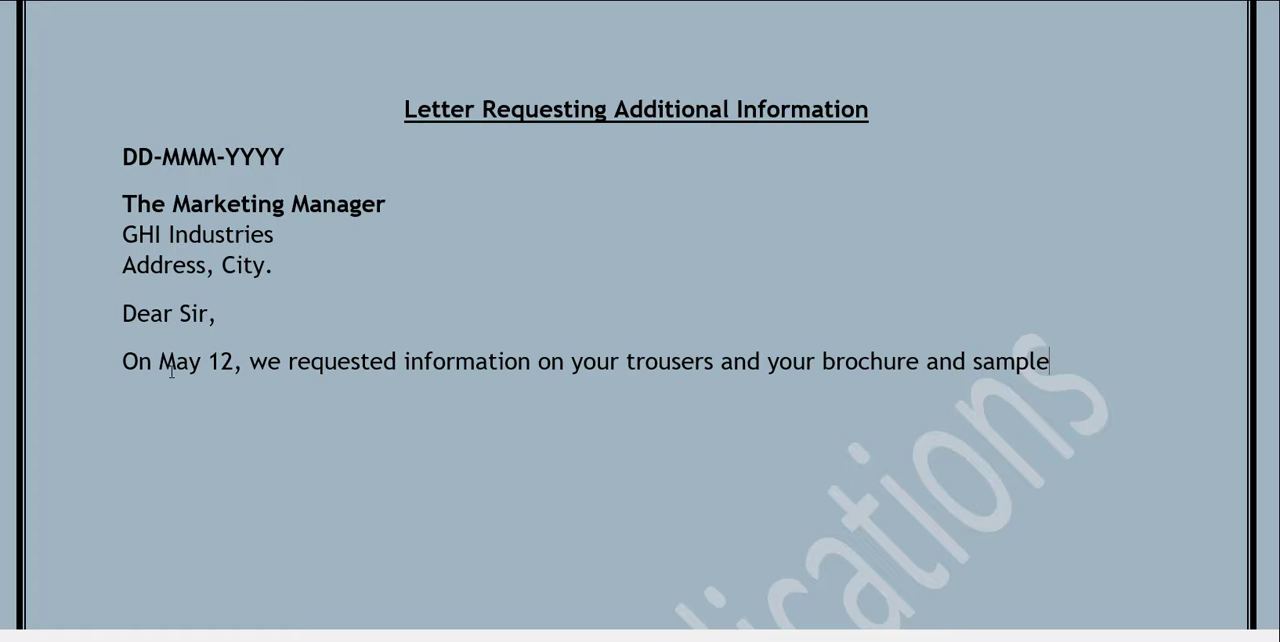 Letter Requesting Additional Information
DD-MMM-YYYY
The Marketing Manager
GHI Industries
Address, City.
Dear Sir,
On May 12, we requested information on your trousers and your brochure and sample